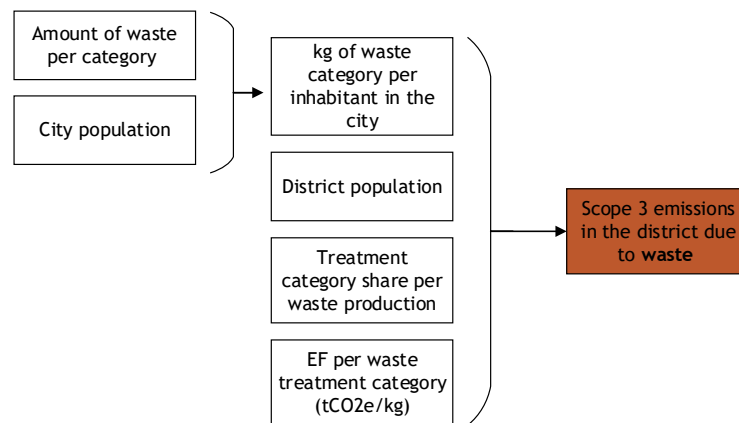 Amount of waste
per category
City population
kg of waste
category per
inhabitant in the
city
District population
Treatment
category share per
waste production
EF per waste
treatment category
(tCO2e/kg)
Scope 3 emissions
in the district due
to waste